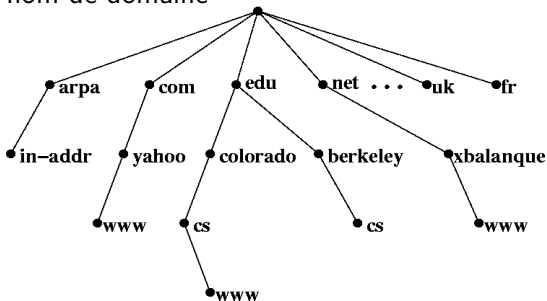 nom de domaine
arpa com edu net . . . uk fr
in-addr yahoo colorado berkeley xbalanque
www cs cs www
www